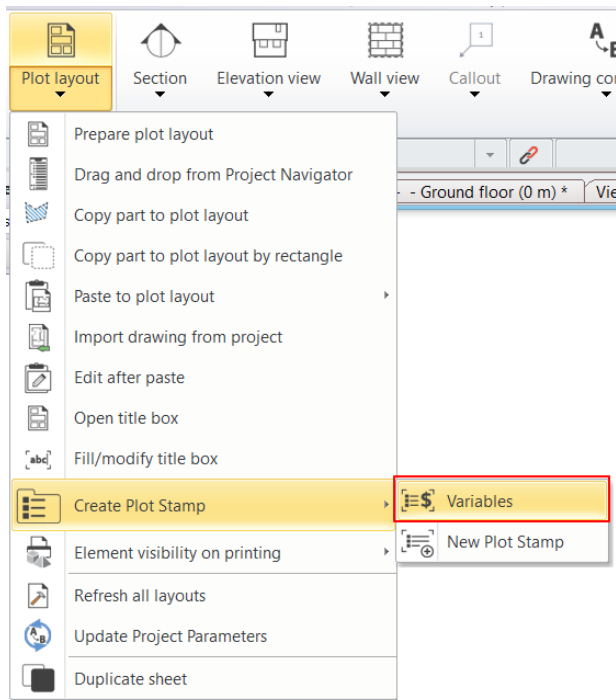 Plot layout
Section
Elevation view
Wall view
Callout
Drawing co
1
A
Prepare plot layout
Drag and drop from Project Navigator
- Ground floor (0 m) *
Vie
Copy part to plot layout
Copy part to plot layout by rectangle
Paste to plot layout
Import drawing from project
Edit after paste
Open title box
[abc]
Fill/modify title box
Create Plot Stamp
$
Variables
New Plot Stamp
Element visibility on printing
Refresh all layouts
A
B
Update Project Parameters
Duplicate sheet